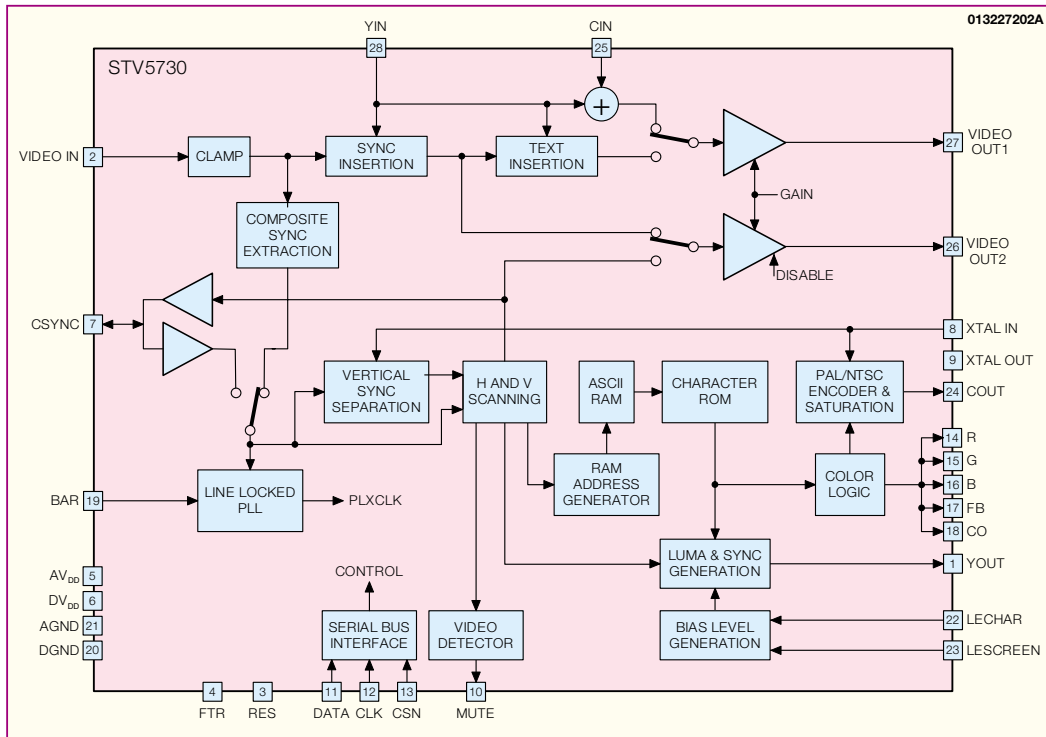 013227202A
YIN
CIN
28
25
STV5730
VIDEO IN
2
CLAMP
SYNC
INSERTION
TEXT
INSERTION
+
27
VIDEO
OUT1
GAIN
COMPOSITE
SYNC
EXTRACTION
26
VIDEO
OUT2
DISABLE
CSYNC
7
8
XTAL IN
9
XTAL OUT
VERTICAL
SYNC
SEPARATION
H AND V
SCANNING
ASCII
RAM
CHARACTER
ROM
PAL/NTSC
ENCODER &
SATURATION
24
COUT
14
R
15
G
16
B
17
FB
18
CO
BAR
19
LINE LOCKED
PLL
PLXCLK
RAM
ADDRESS
GENERATOR
COLOR
LOGIC
LUMA & SYNC
GENERATION
1
YOUT
AVDD
5
DVDD
6
AGND
21
DGND
20
CONTROL
SERIAL BUS
INTERFACE
VIDEO
DETECTOR
BIAS LEVEL
GENERATION
22
LECHAR
23
LESCREEN
4
3
11
12
13
10
FTR
RES
DATA
CLK
CSN
MUTE